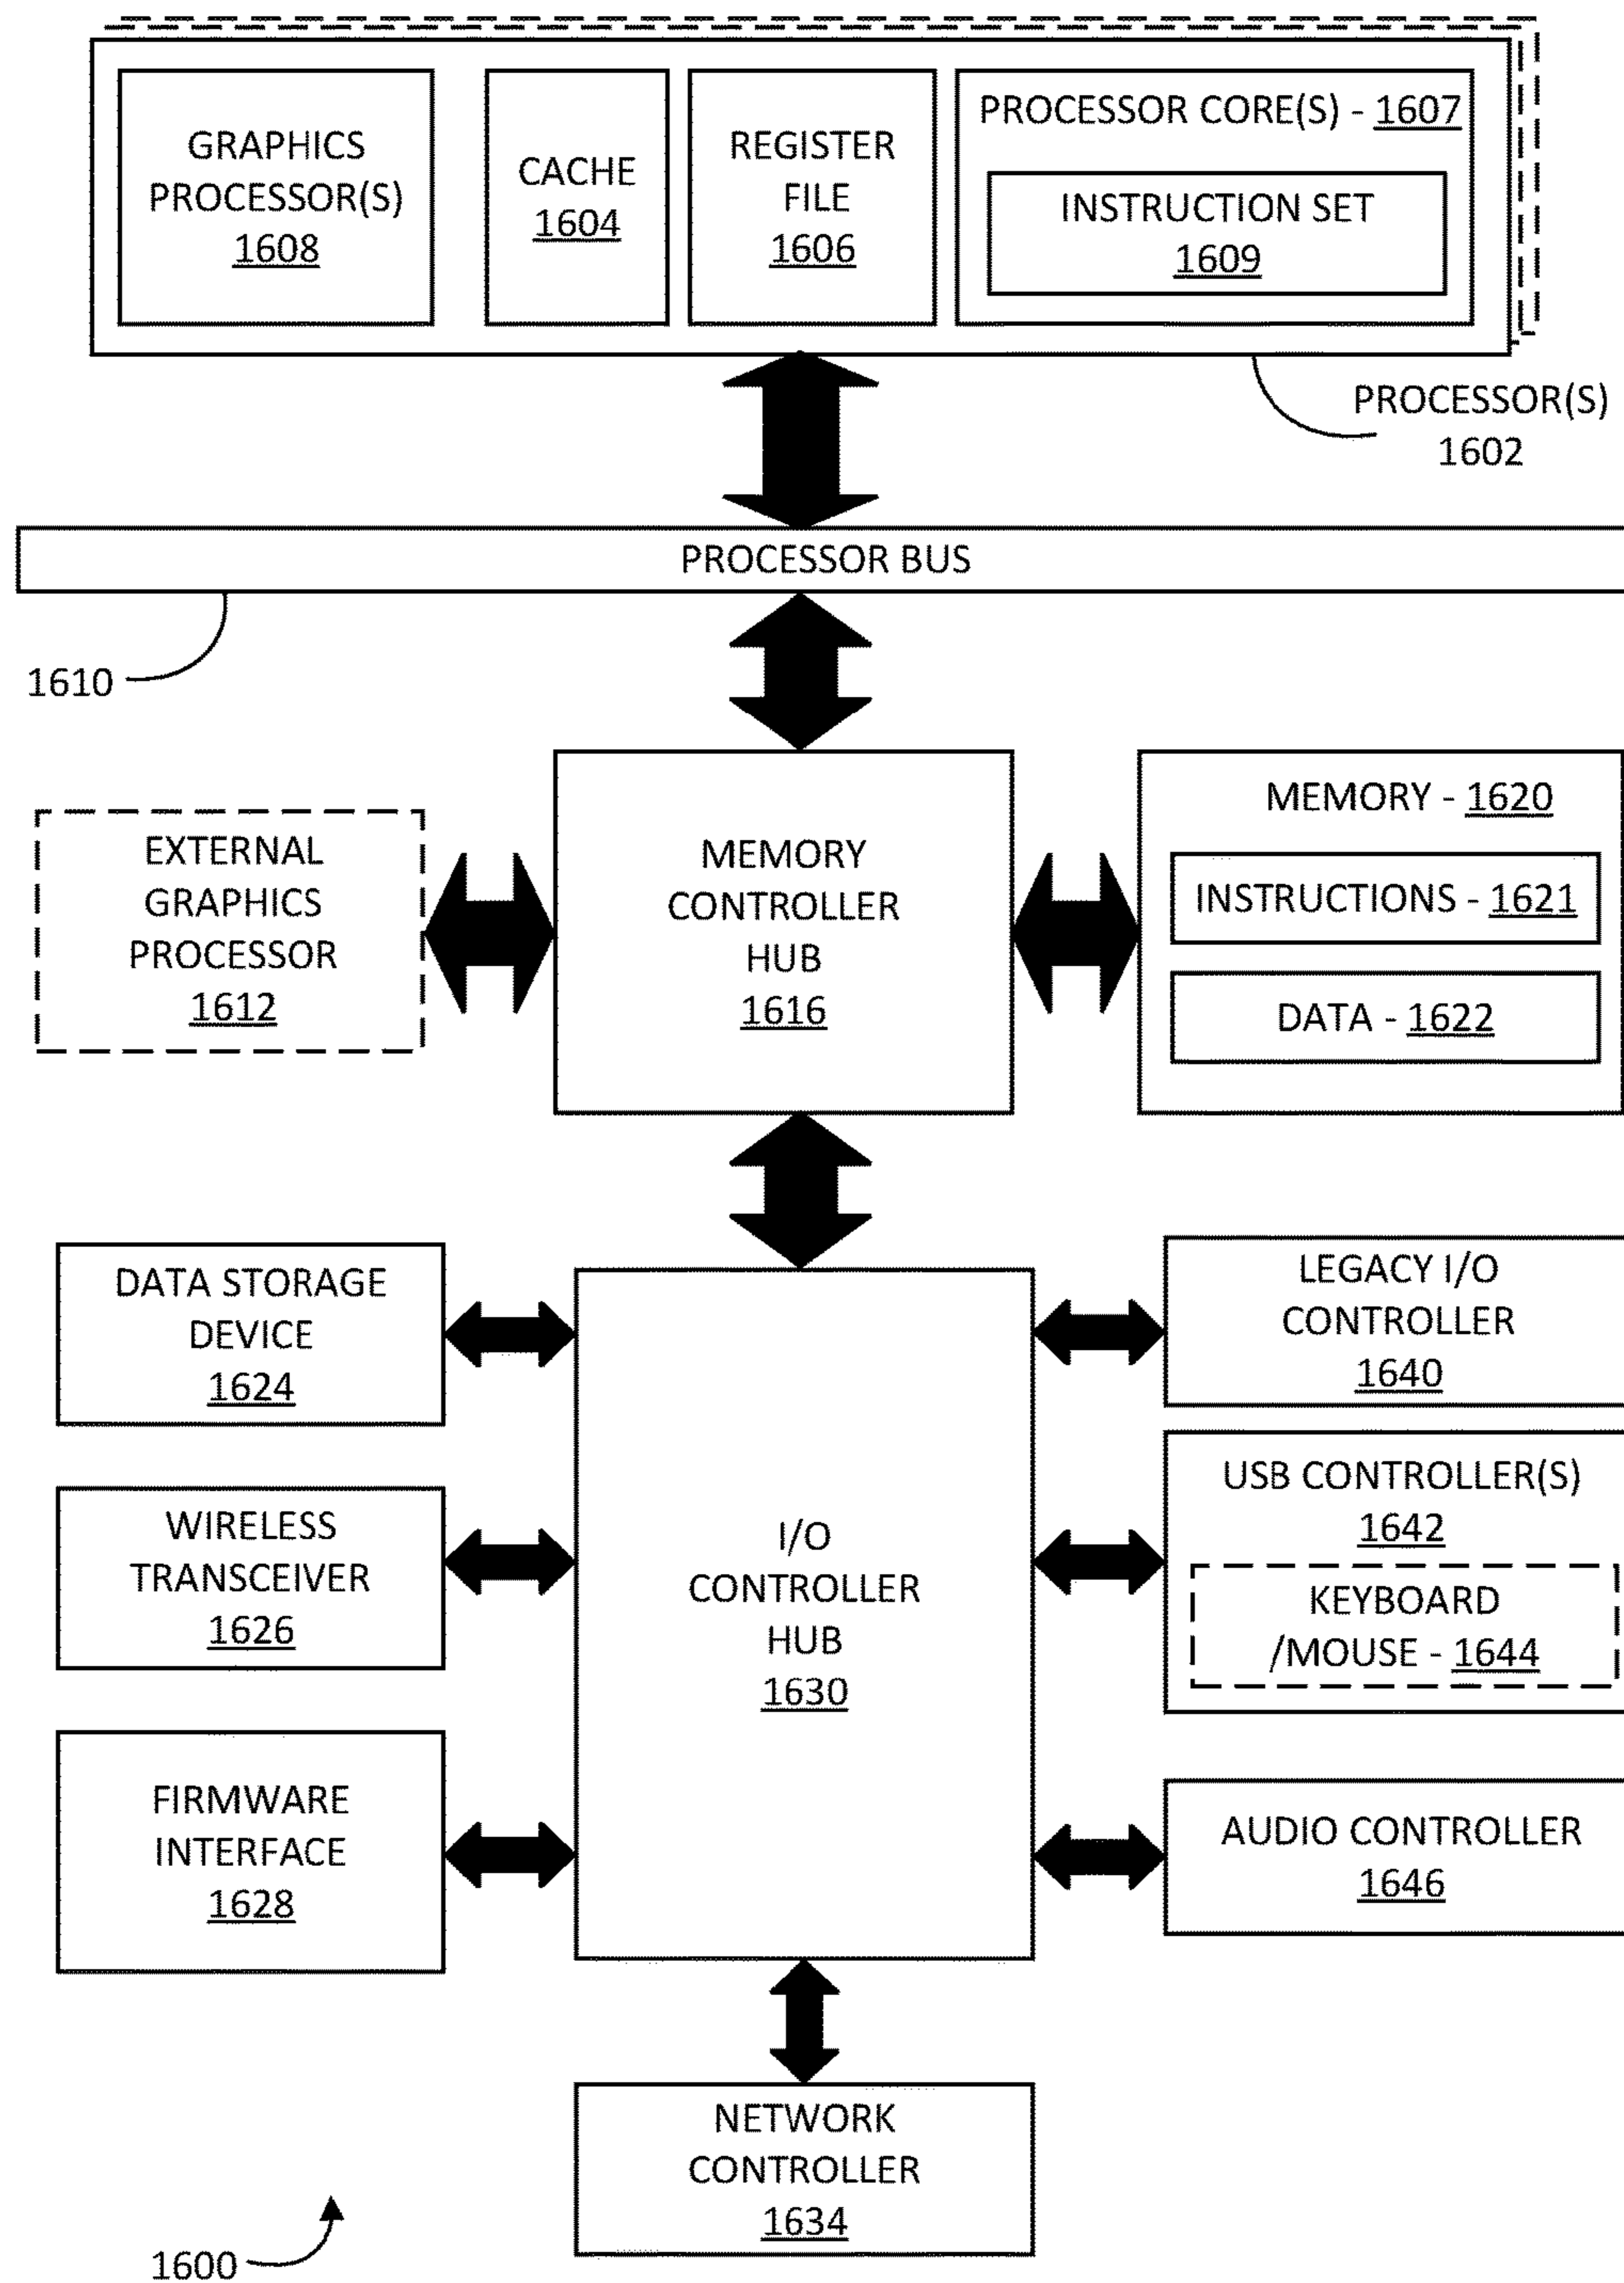 GRAPHICS
PROCESSOR(S)
1608
CACHE
1604
REGISTER
FILE
1606
PROCESSOR CORE(S) - 1607
INSTRUCTION SET
1609
PROCESSOR(S)
1602
PROCESSOR BUS
1610
EXTERNAL
GRAPHICS
PROCESSOR
1612
MEMORY
CONTROLLER
HUB
1616
MEMORY - 1620
INSTRUCTIONS - 1621
DATA - 1622
DATA STORAGE
DEVICE
1624
WIRELESS
TRANSCEIVER
1626
FIRMWARE
INTERFACE
1628
I/O
CONTROLLER
HUB
1630
LEGACY I/O
CONTROLLER
1640
USB CONTROLLER(S)
1642
KEYBOARD
/MOUSE - 1644
AUDIO CONTROLLER
1646
NETWORK
CONTROLLER
1634
1600